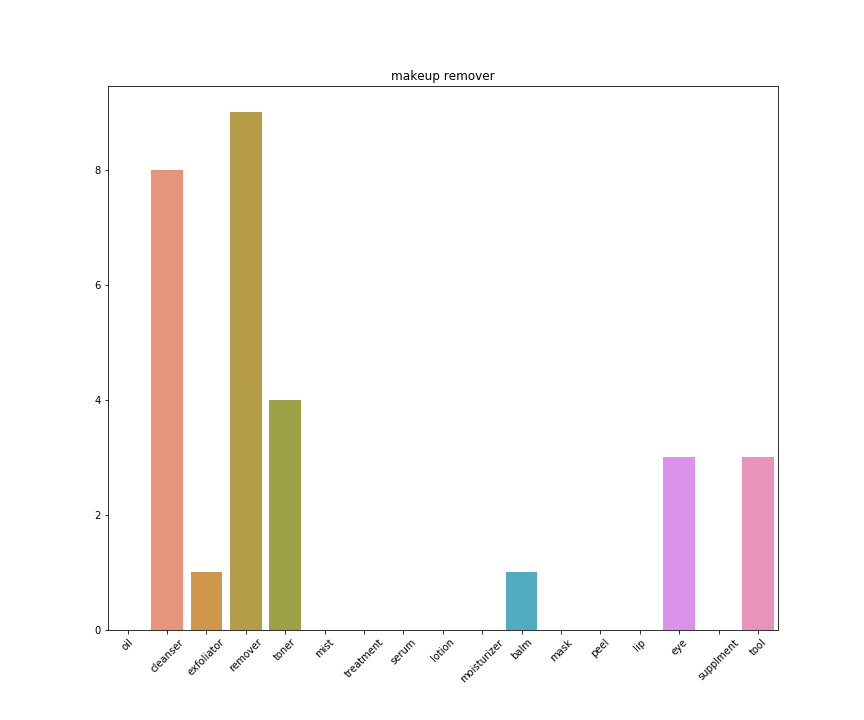 makeup remover
8
6
4
2
0
oil
cleanser
exfoliator
remover
toner
mist
treatment
serum
lotion
moisturizer
balm
mask
peel
lip
eye
supplment
tool